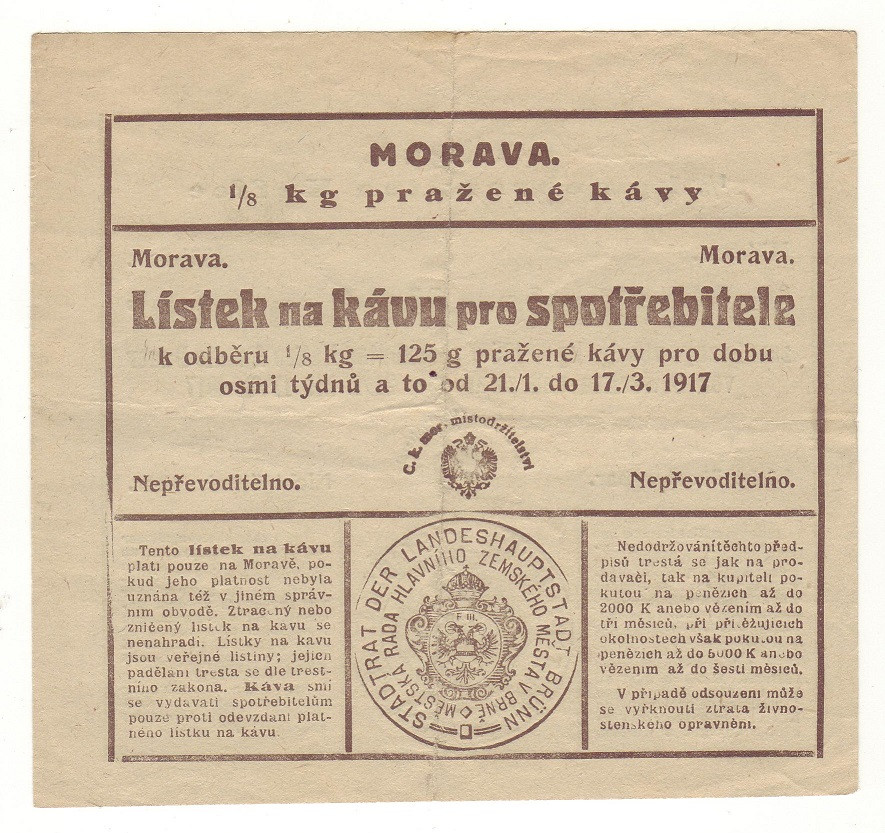 MORAVA.
1/8 kg pražené kávy
Morava.
Morava.
Lístek na kávu pro spotřebitele
k odběru 1/8 kg = 125 g pražené kávy pro dobu
osmi týdnů a to od 21./1. do 17./3. 1917
C. k. mor. místodržitelství
Nepřevoditelno.
Nepřevoditelno.
Tento lístek na kávu
platí pouze na Moravě, po-
kud jeho platnost nebyla
uznána též v jiném správ-
ním obvodě. Ztracený nebo
zničený lístek na kávu se
nenahradí. Lístky na kávu
jsou veřejné listiny; jejich
padělání trestá se dle trest-
ního zákona. Káva smí
se vydávati spotřebitelům
pouze proti odevzdání plat-
ného lístku na kávu.
STADTRAT DER LANDESHAUPTSTADT BRÜNN
MĚSTSKÁ RADA HLAVNÍHO ZEMSKÉHO MĚSTA V BRNĚ
F. III.
Nedodržování těchto před-
pisů trestá se jak na pro-
davači, tak na kupiteli po-
kutou na penězích až do
2000 K anebo vězením až do
tří měsíců, při přitěžujících
okolnostech však pokutou na
penězích až do 5000 K anebo
vězením až do šesti měsíců.
V případě odsouzení může
se vyřknouti ztráta živno-
stenského oprávnění.